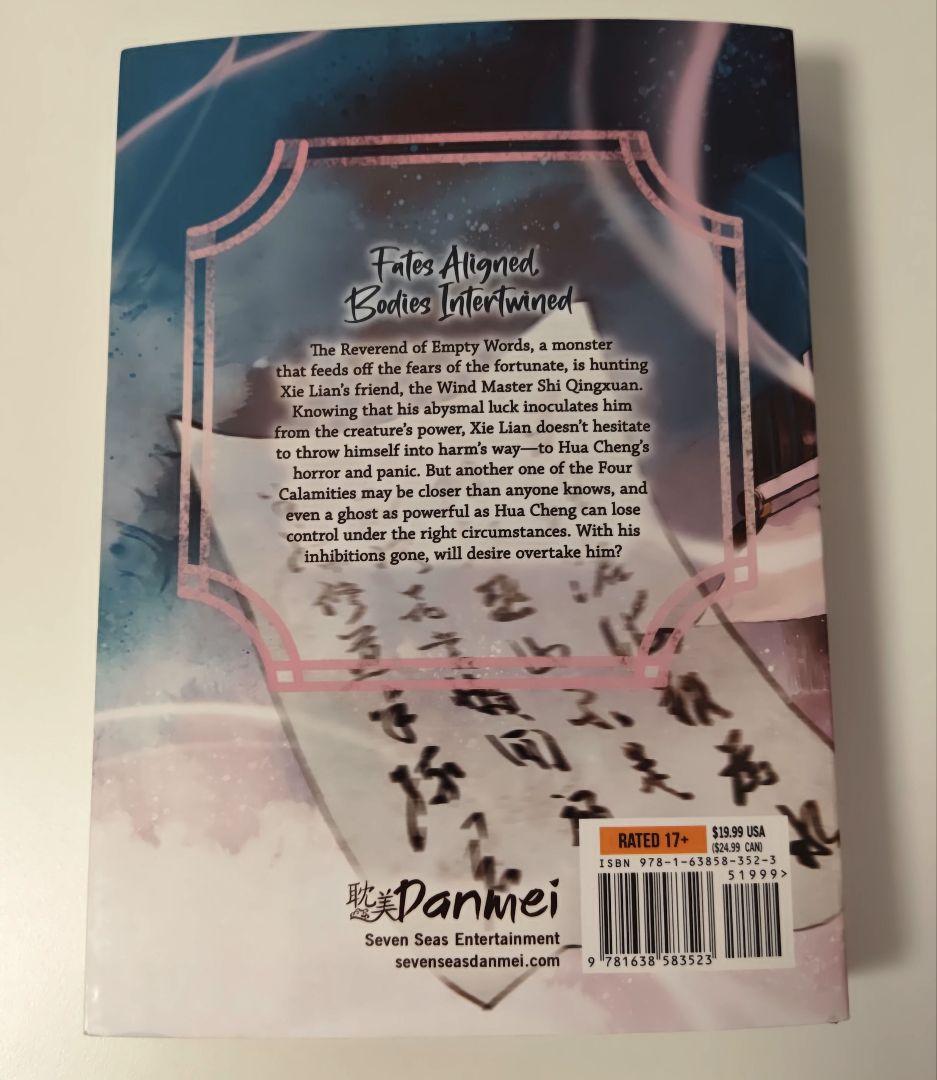 Fates Aligned,
Bodies Intertwined
The Reverend of Empty Words, a monster
that feeds off the fears of the fortunate, is hunting
Xie Lian's friend, the Wind Master Shi Qingxuan.
Knowing that his abysmal luck inoculates him
from the creature's power, Xie Lian doesn't hesitate
to throw himself into harm's way—to Hua Cheng's
horror and panic. But another one of the Four
Calamities may be closer than anyone knows, and
even a ghost as powerful as Hua Cheng can lose
control under the right circumstances. With his
inhibitions gone, will desire overtake him?
RATED 17+
$19.99 USA
($24.99 CAN)
ISBN 978-1-63858-352-3
51999>
9 781638 583523
耽美 Danmei
Seven Seas Entertainment
sevenseasdanmei.com